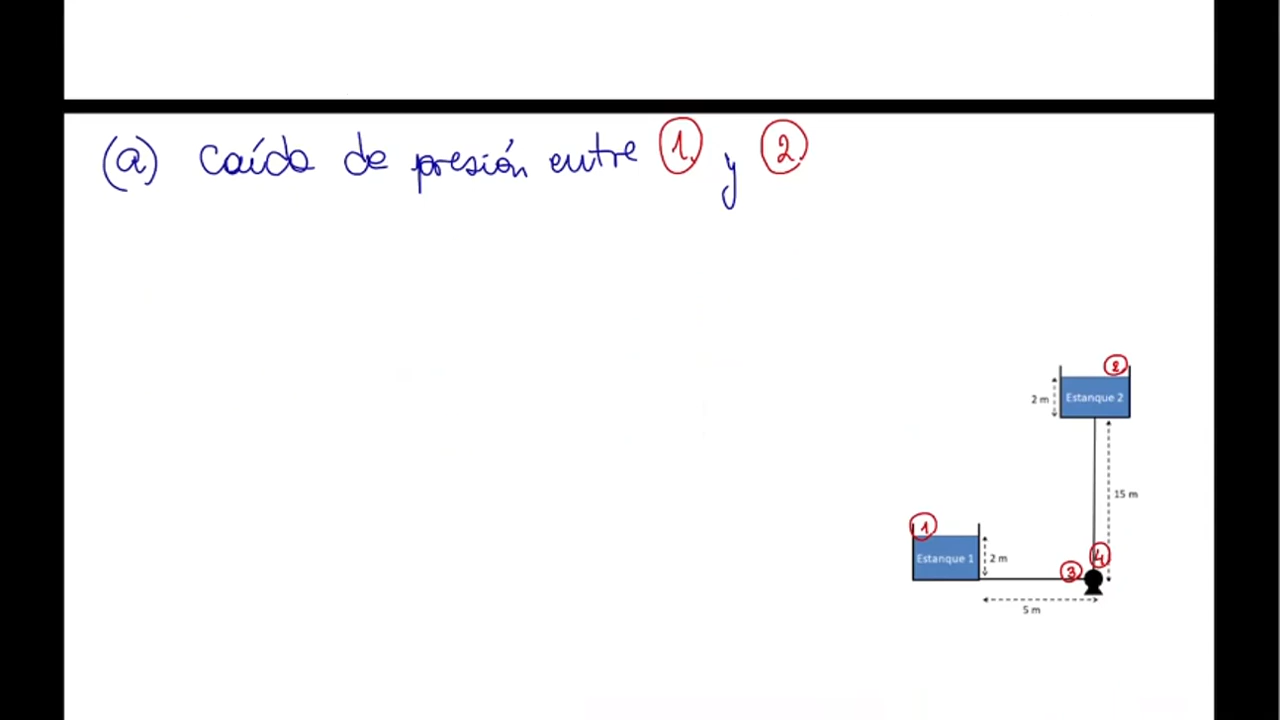 (a) caída de presión entre 1 y 2
2
2 m
Estanque 2
15 m
1
Estanque 1
2 m
3
4
5 m